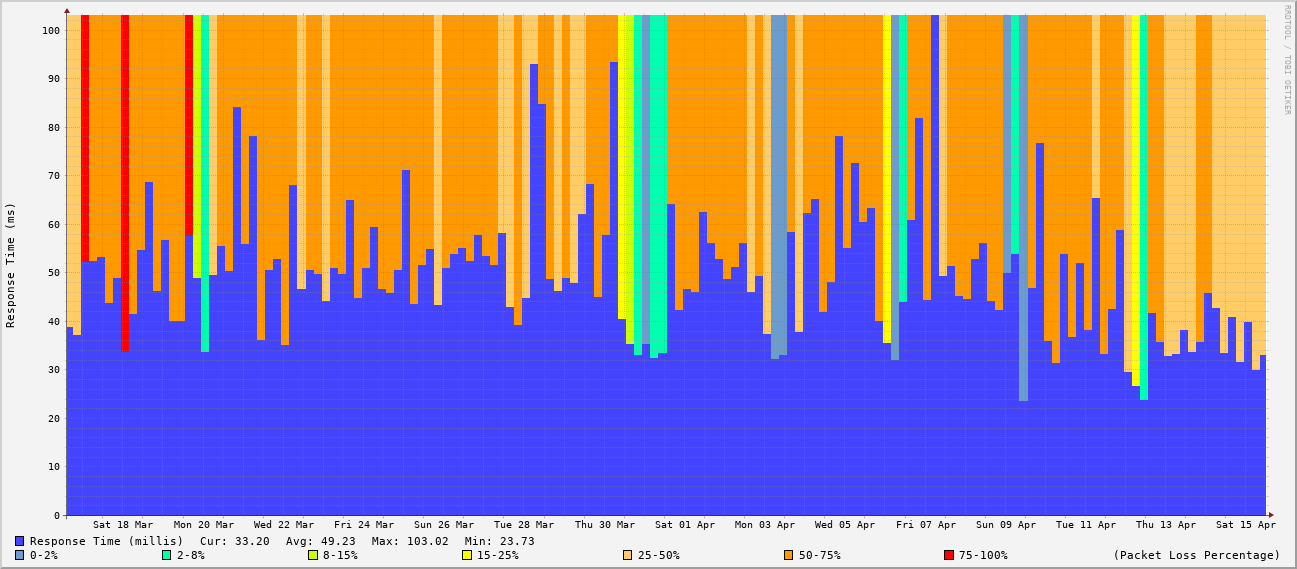 RRDTOOL / TOBI OETIKER
Response Time (ms)
100
90
80
70
60
50
40
30
20
10
0
Sat 18 Mar Mon 20 Mar Wed 22 Mar Fri 24 Mar Sun 26 Mar Tue 28 Mar Thu 30 Mar Sat 01 Apr Mon 03 Apr Wed 05 Apr Fri 07 Apr Sun 09 Apr Tue 11 Apr Thu 13 Apr Sat 15 Apr
Response Time (millis) Cur: 33.20 Avg: 49.23 Max: 103.02 Min: 23.73
0-2% 2-8% 8-15% 15-25% 25-50% 50-75% 75-100% (Packet Loss Percentage)